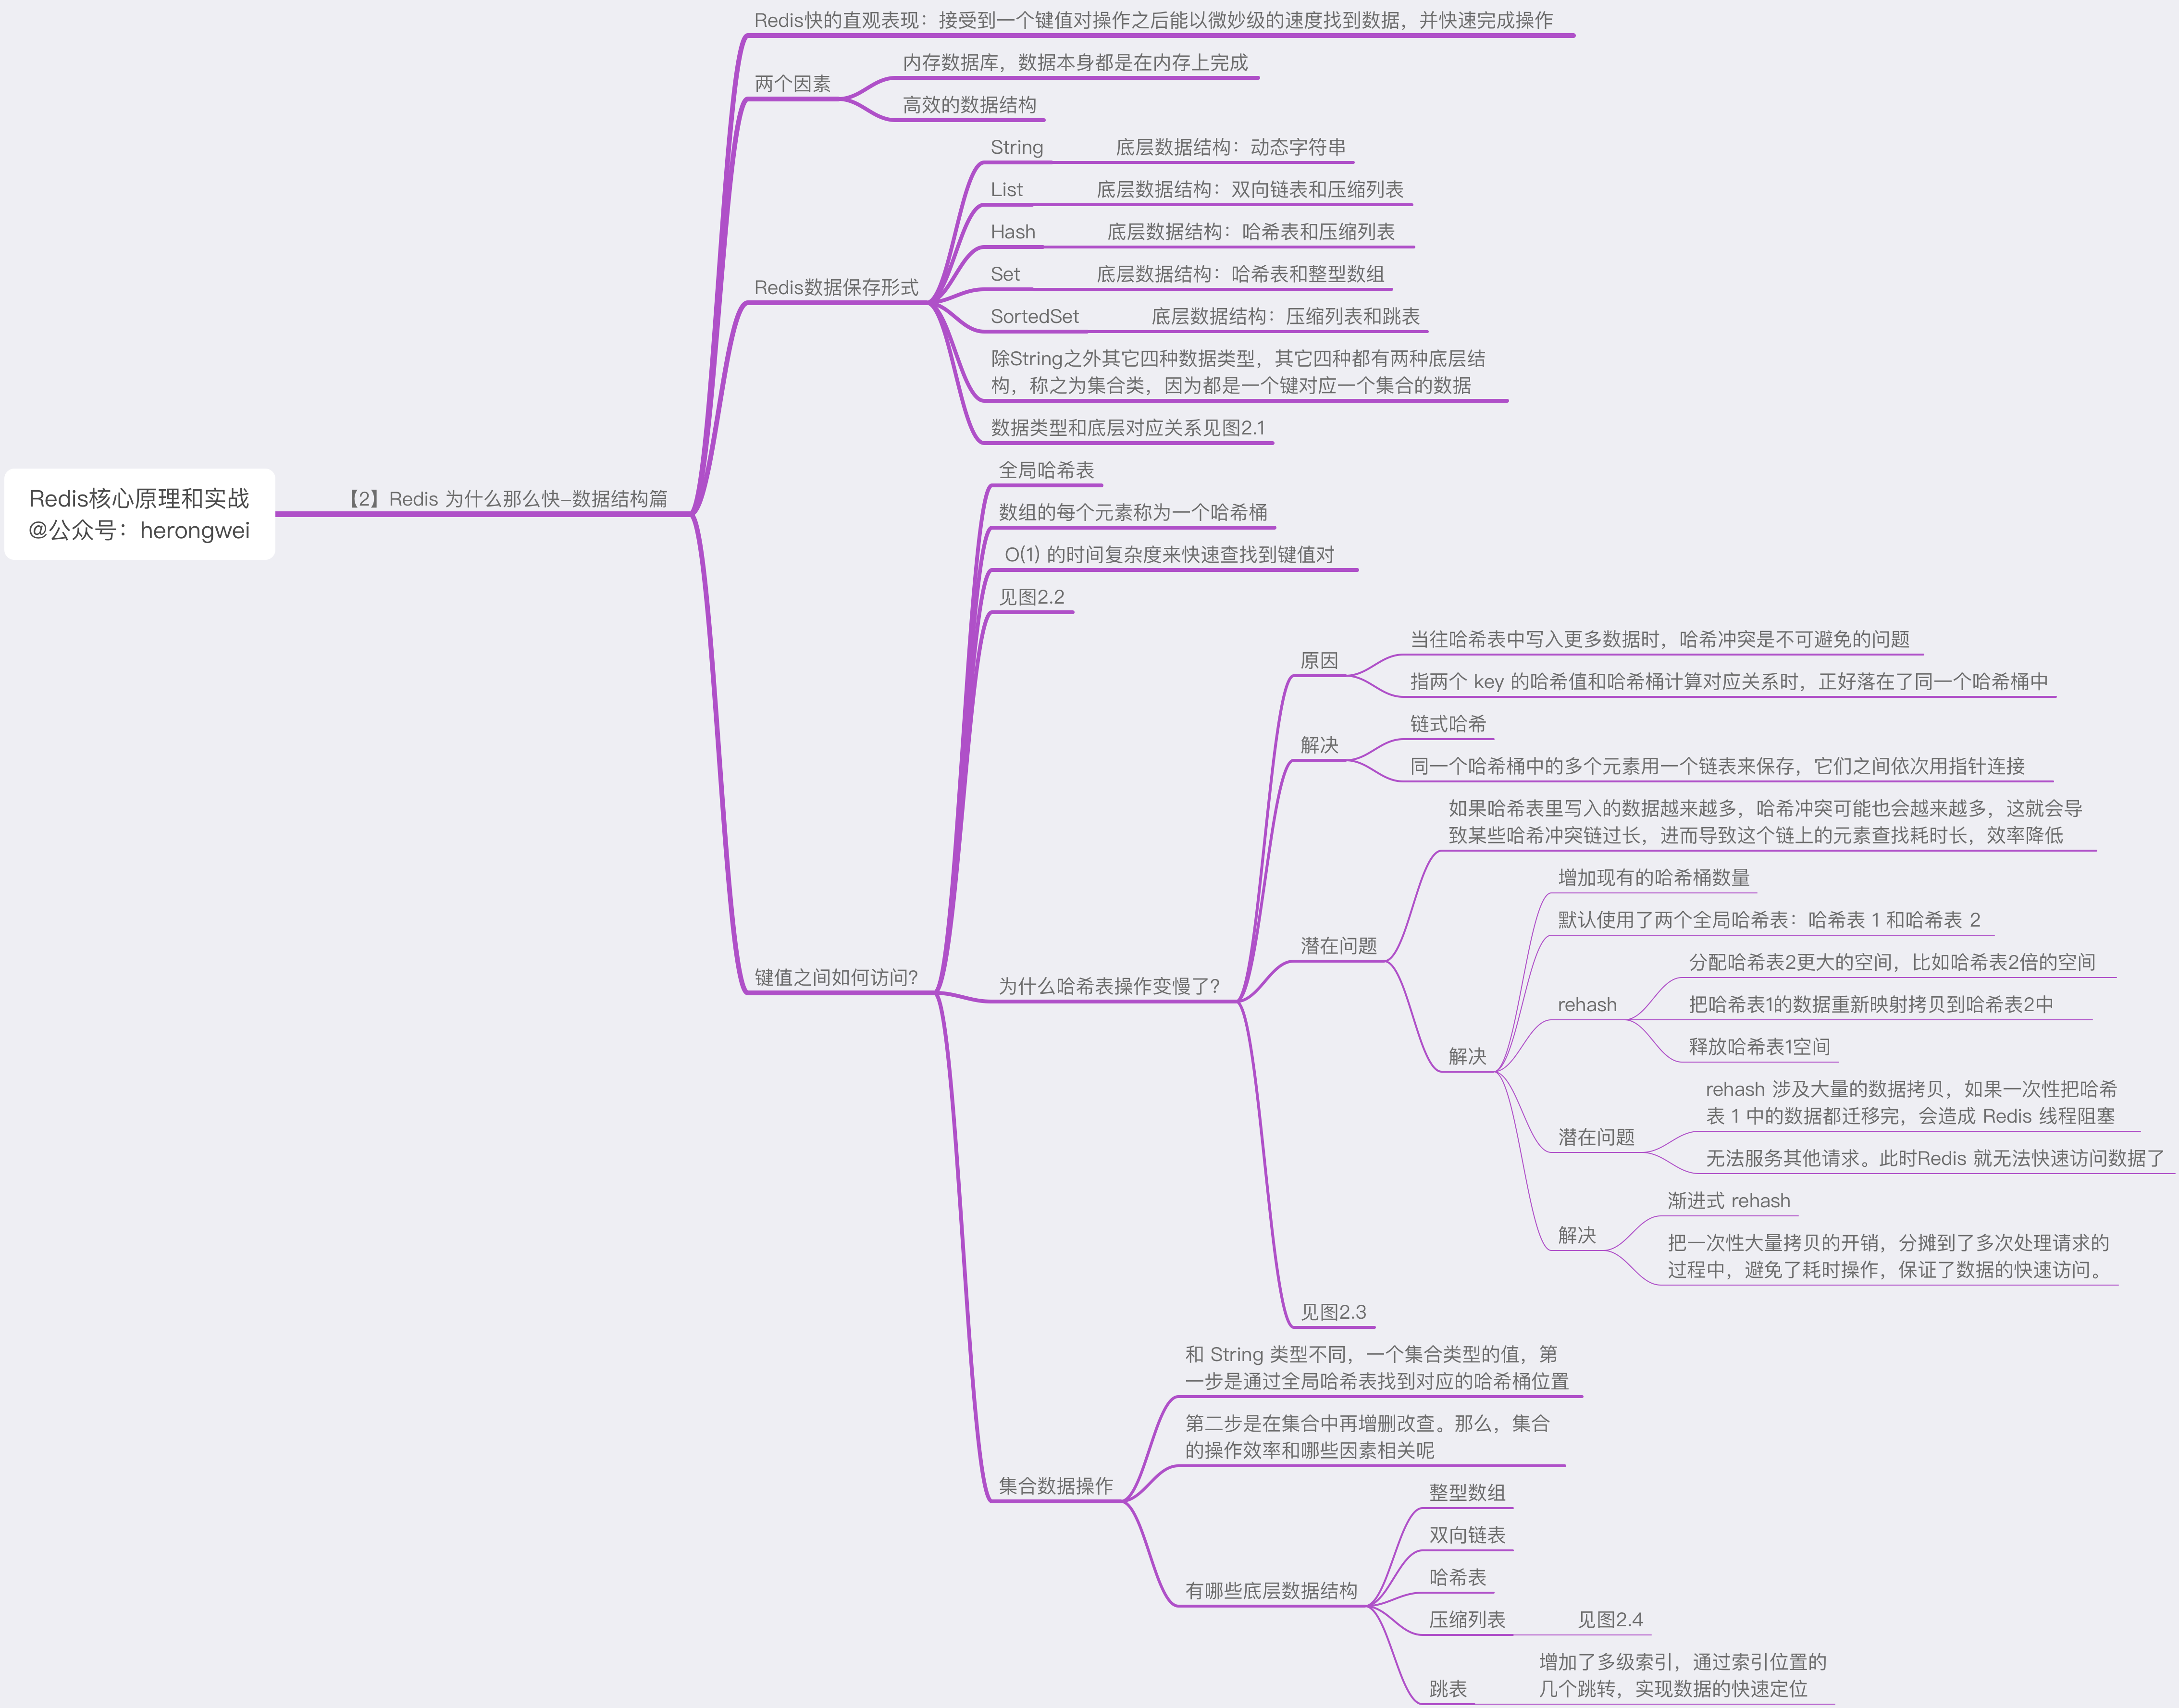 Redis核心原理和实战
@公众号：herongwei
【2】Redis 为什么那么快-数据结构篇
Redis快的直观表现：接受到一个键值对操作之后能以微妙级的速度找到数据，并快速完成操作
两个因素
内存数据库，数据本身都是在内存上完成
高效的数据结构
Redis数据保存形式
String
底层数据结构：动态字符串
List
底层数据结构：双向链表和压缩列表
Hash
底层数据结构：哈希表和压缩列表
Set
底层数据结构：哈希表和整型数组
SortedSet
底层数据结构：压缩列表和跳表
除String之外其它四种数据类型，其它四种都有两种底层结
构，称之为集合类，因为都是一个键对应一个集合的数据
数据类型和底层对应关系见图2.1
键值之间如何访问？
全局哈希表
数组的每个元素称为一个哈希桶
O(1) 的时间复杂度来快速查找到键值对
见图2.2
为什么哈希表操作变慢了？
原因
当往哈希表中写入更多数据时，哈希冲突是不可避免的问题
指两个 key 的哈希值和哈希桶计算对应关系时，正好落在了同一个哈希桶中
解决
链式哈希
同一个哈希桶中的多个元素用一个链表来保存，它们之间依次用指针连接
潜在问题
如果哈希表里写入的数据越来越多，哈希冲突可能也会越来越多，这就会导
致某些哈希冲突链过长，进而导致这个链上的元素查找耗时长，效率降低
解决
增加现有的哈希桶数量
默认使用了两个全局哈希表：哈希表 1 和哈希表 2
rehash
分配哈希表2更大的空间，比如哈希表2倍的空间
把哈希表1的数据重新映射拷贝到哈希表2中
释放哈希表1空间
潜在问题
rehash 涉及大量的数据拷贝，如果一次性把哈希
表 1 中的数据都迁移完，会造成 Redis 线程阻塞
无法服务其他请求。此时Redis 就无法快速访问数据了
解决
渐进式 rehash
把一次性大量拷贝的开销，分摊到了多次处理请求的
过程中，避免了耗时操作，保证了数据的快速访问。
见图2.3
集合数据操作
和 String 类型不同，一个集合类型的值，第
一步是通过全局哈希表找到对应的哈希桶位置
第二步是在集合中再增删改查。那么，集合
的操作效率和哪些因素相关呢
有哪些底层数据结构
整型数组
双向链表
哈希表
压缩列表
见图2.4
跳表
增加了多级索引，通过索引位置的
几个跳转，实现数据的快速定位